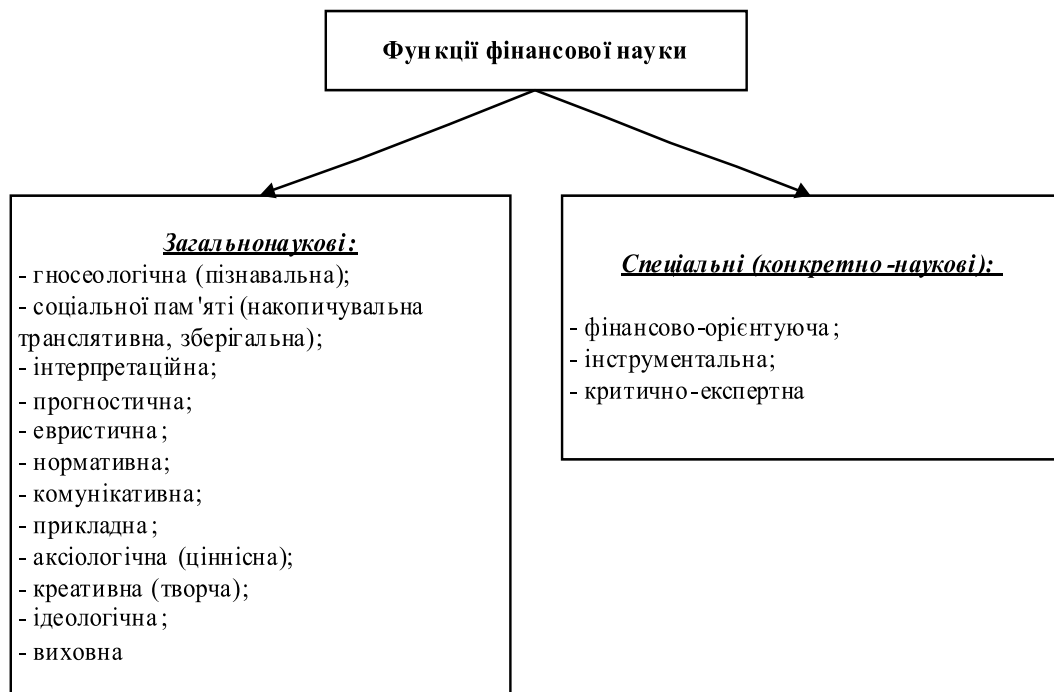 Функції фінансової науки
Загальнонаукові:
- гносеологічна (пізнавальна);
- соціальної пам'яті (накопичувальна
транслятивна, зберігальна);
- інтерпретаційна;
- прогностична;
- евристична;
- нормативна;
- комунікативна;
- прикладна;
- аксіологічна (ціннісна);
- креативна (творча);
- ідеологічна;
- виховна
Спеціальні (конкретно-наукові):
- фінансово-орієнтуюча;
- інструментальна;
- критично-експертна